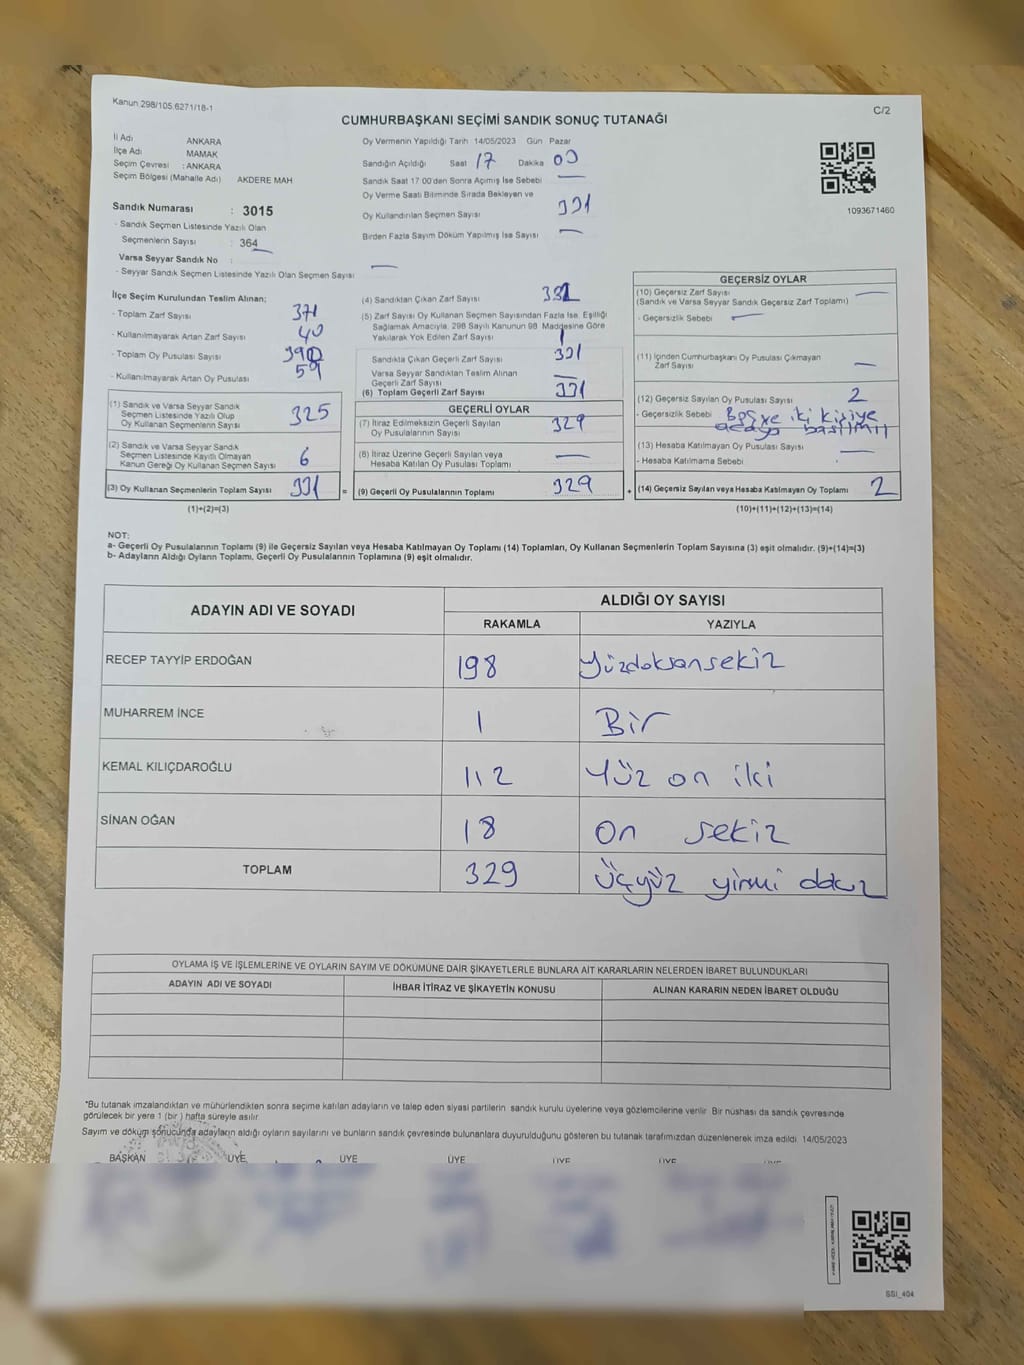 Kanun 298/105,6271/18-1
C/2
CUMHURBAŞKANI SEÇİMİ SANDIK SONUÇ TUTANAĞI
İl Adı ANKARA
İlçe Adı MAMAK
Seçim Çevresi : ANKARA
Seçim Bölgesi (Mahalle Adı) AKDERE MAH
Sandık Numarası : 3015
- Sandık Seçmen Listesinde Yazılı Olan
Seçmenlerin Sayısı : 364
Varsa Seyyar Sandık No :
- Seyyar Sandık Seçmen Listesinde Yazılı Olan Seçmen Sayısı
Oy Vermenin Yapıldığı Tarih 14/05/2023 Gün Pazar
Sandığın Açıldığı Saat 17 Dakika 00
Sandık Saat 17 00'den Sonra Açımış Ise Sebebi
Oy Verme Saati Bitiminde Sırada Bekleyen ve
Oy Kullandırılan Seçmen Sayısı 331
Birden Fazla Sayım Döküm Yapılmış Isa Sayısı
1093671460
İlçe Seçim Kurulundan Teslim Alınan;
- Toplam Zarf Sayısı 371
- Kullanılmayarak Artan Zarf Sayısı 40
- Toplam Oy Pusulası Sayısı 390
- Kullanılmayarak Artan Oy Pusulası 59
(1) Sandık ve Varsa Seyyar Sandık
Seçmen Listesinde Yazılı Olup
Oy Kullanan Seçmenlerin Sayısı 325
(2) Sandık ve Varsa Seyyar Sandık
Seçmen Listesinde Kayıtlı Olmayan
Kanun Gereği Oy Kullanan Seçmen Sayısı 6
(3) Oy Kullanan Seçmenlerin Toplam Sayısı 331 =
(1)+(2)=(3)
(4) Sandıktan Çıkan Zarf Sayısı 331
(5) Zarf Sayısı Oy Kullanan Seçmen Sayısından Fazla Ise, Eşitliği
Sağlamak Amacıyla, 298 Sayılı Kanunun 98 Maddesine Göre
Yakılarak Yok Edilen Zarf Sayısı
Sandıkta Çıkan Geçerli Zarf Sayısı 331
Varsa Seyyar Sandıktan Teslim Alınan
Geçerli Zarf Sayısı
(6) Toplam Geçerli Zarf Sayısı 331
GEÇERLİ OYLAR
(7) İtiraz Edilmeksizin Geçerli Sayılan
Oy Pusulalarının Sayısı 329
(8) İtiraz Üzerine Geçerli Sayılan veya
Hesaba Katılan Oy Pusulası Toplamı
(9) Geçerli Oy Pusulalarının Toplamı 329 +
GEÇERSİZ OYLAR
(10) Geçersiz Zarf Sayısı
(Sandık ve Varsa Seyyar Sandık Geçersiz Zarf Toplamı)
- Geçersizlik Sebebi
(11) İçinden Cumhurbaşkanı Oy Pusulası Çıkmayan
Zarf Sayısı
(12) Geçersiz Sayılan Oy Pusulası Sayısı 2
- Geçersizlik Sebebi Boş ve iki kişiye
adaya basılmış
(13) Hesaba Katılmayan Oy Pusulası Sayısı
- Hesaba Katılmama Sebebi
(14) Geçersiz Sayılan veya Hesaba Katılmayan Oy Toplamı 2
(10)+(11)+(12)+(13)=(14)
NOT:
a- Geçerli Oy Pusulalarının Toplamı (9) ile Geçersiz Sayılan veya Hesaba Katılmayan Oy Toplamı (14) Toplamları, Oy Kullanan Seçmenlerin Toplam Sayısına (3) eşit olmalıdır. (9)+(14)=(3)
b- Adayların Aldığı Oyların Toplamı, Geçerli Oy Pusulalarının Toplamına (9) eşit olmalıdır.
ADAYIN ADI VE SOYADI
ALDIĞI OY SAYISI
RAKAMLA YAZIYLA
RECEP TAYYİP ERDOĞAN 198 Yüzdoksansekiz
MUHARREM İNCE 1 Bir
KEMAL KILIÇDAROĞLU 112 Yüz on iki
SİNAN OĞAN 18 on sekiz
TOPLAM 329 üçyüz yirmi dokuz
OYLAMA İŞ VE İŞLEMLERİNE VE OYLARIN SAYIM VE DÖKÜMÜNE DAİR ŞİKAYETLERLE BUNLARA AİT KARARLARIN NELERDEN İBARET BULUNDUKLARI
ADAYIN ADI VE SOYADI İHBAR İTİRAZ VE ŞİKAYETİN KONUSU ALINAN KARARIN NEDEN İBARET OLDUĞU
*Bu tutanak imzalandıktan ve mühürlendikten sonra seçime katılan adayların ve talep eden siyasi partilerin sandık kurulu üyelerine veya gözlemcilerine verilir Bir nüshası da sandık çevresinde
görülecek bir yere 1 (bir ) hafta süreyle asılır
Sayım ve döküm sonucunda adayların aldığı oyların sayılarını ve bunların sandık çevresinde bulunanlara duyurulduğunu gösteren bu tutanak tarafımızdan düzenlenerek imza edildi 14/05/2023
BAŞKAN ÜYE ÜYE ÜYE ÜYE ÜYE ÜYE
SSI_404